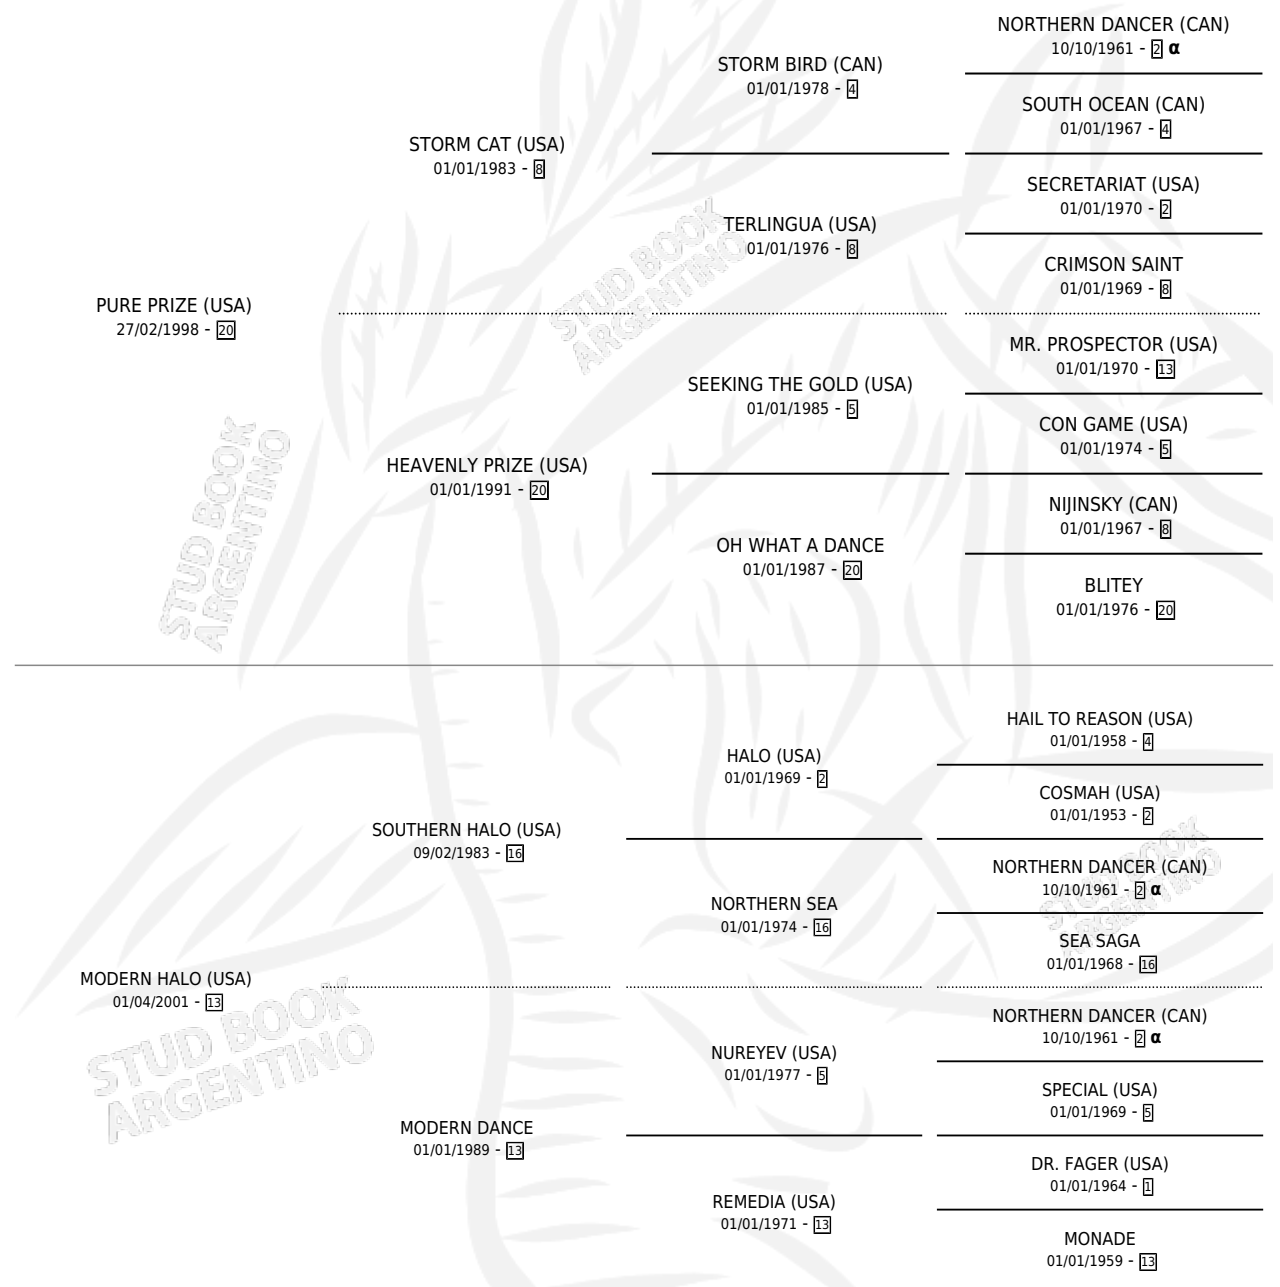 NORTHERN DANCER (CAN)
10/10/1961 - 2 α
STORM BIRD (CAN)
01/01/1978 - 4
SOUTH OCEAN (CAN)
01/01/1967 - 4
STORM CAT (USA)
01/01/1983 - 8
SECRETARIAT (USA)
01/01/1970 - 2
TERLINGUA (USA)
01/01/1976 - 8
CRIMSON SAINT
01/01/1969 - 8
PURE PRIZE (USA)
27/02/1998 - 20
STUD BOOK
ARGENTINO
MR. PROSPECTOR (USA)
01/01/1970 - 13
SEEKING THE GOLD (USA)
01/01/1985 - 5
CON GAME (USA)
01/01/1974 - 5
HEAVENLY PRIZE (USA)
01/01/1991 - 20
NIJINSKY (CAN)
01/01/1967 - 8
OH WHAT A DANCE
01/01/1987 - 20
BLITEY
01/01/1976 - 20
STUD BOOK
ARGENTINO
HAIL TO REASON (USA)
01/01/1958 - 4
HALO (USA)
01/01/1969 - 2
COSMAH (USA)
01/01/1953 - 2
SOUTHERN HALO (USA)
09/02/1983 - 16
NORTHERN DANCER (CAN)
10/10/1961 - 2 α
NORTHERN SEA
01/01/1974 - 16
STUD BOOK
ARGENTINO
SEA SAGA
01/01/1968 - 16
MODERN HALO (USA)
01/04/2001 - 13
STUD BOOK
ARGENTINO
NORTHERN DANCER (CAN)
10/10/1961 - 2 α
NUREYEV (USA)
01/01/1977 - 5
SPECIAL (USA)
01/01/1969 - 5
MODERN DANCE
01/01/1989 - 13
DR. FAGER (USA)
01/01/1964 - 1
REMEDIA (USA)
01/01/1971 - 13
MONADE
01/01/1959 - 13